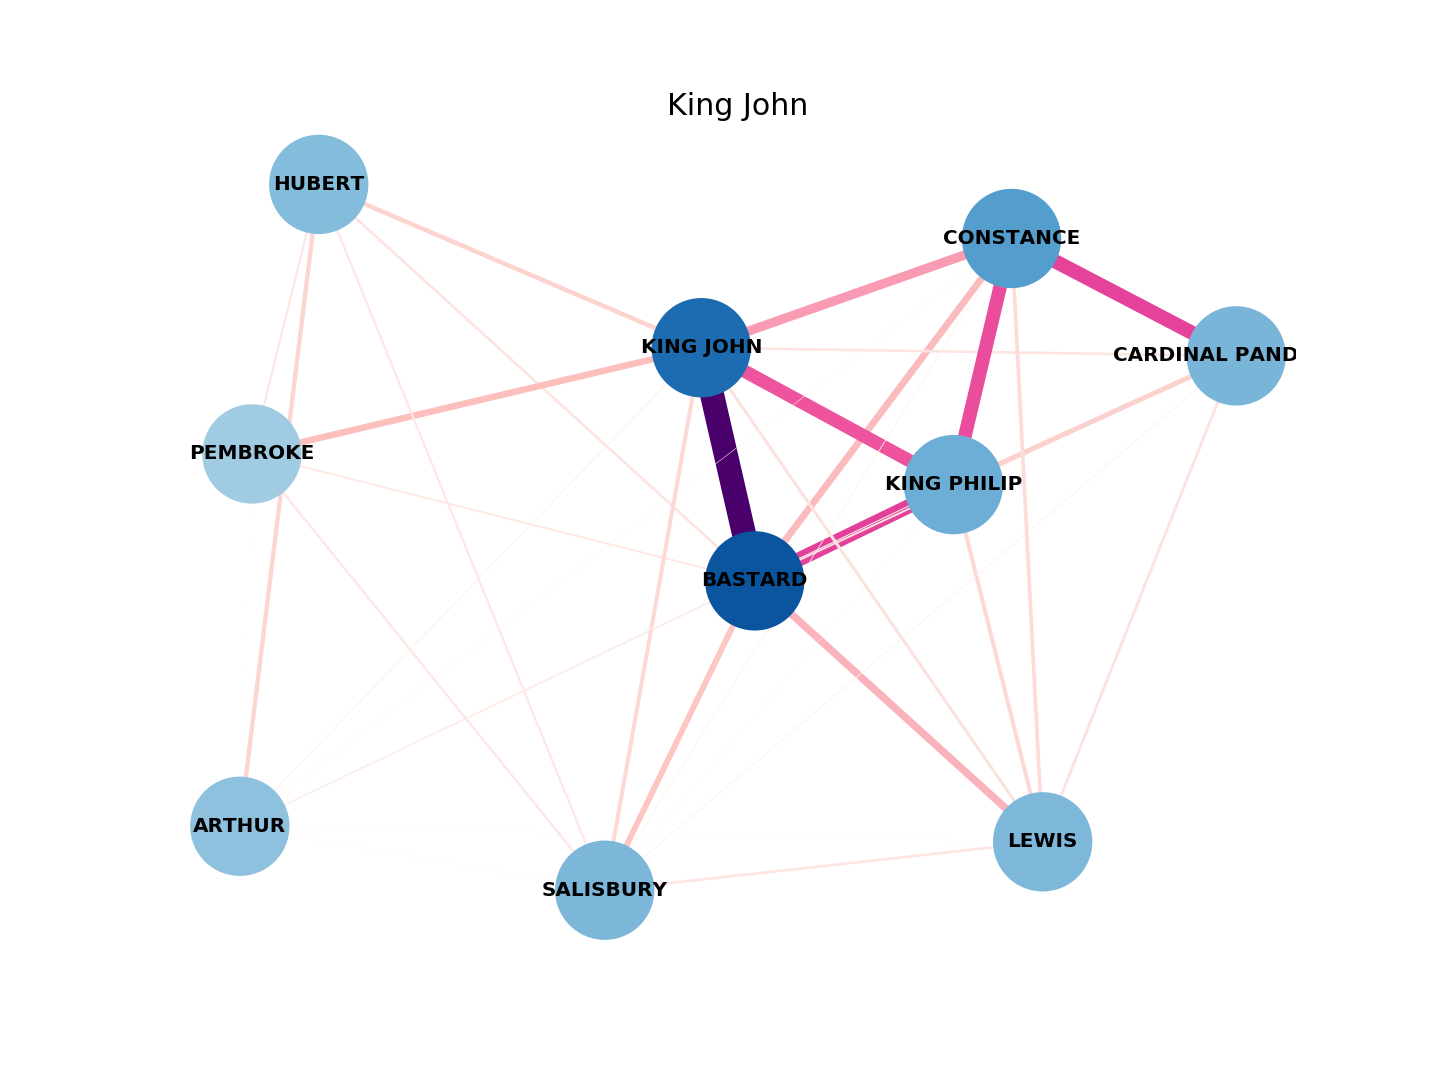 King John
HUBERT
CONSTANCE
KING JOHN
CARDINAL PAND
PEMBROKE
KING PHILIP
BASTARD
ARTHUR
LEWIS
SALISBURY